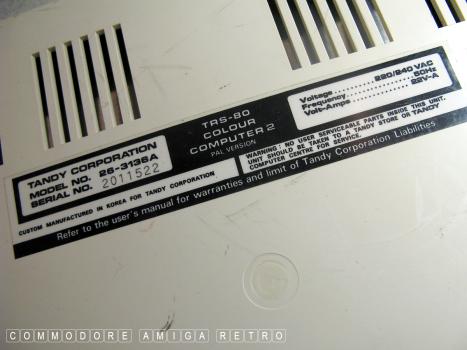 TANDY CORPORATION
MODEL NO. 26-3136A
SERIAL NO. 2011522
CUSTOM MANUFACTURED IN KOREA FOR TANDY CORPORATION
TRS-80
COLOUR
COMPUTER 2
PAL VERSION
Voltage..........220/240 VAC
Frequency..............50Hz
Volt-Amps..............22V-A
WARNING: NO USER SERVICEABLE PARTS INSIDE THIS UNIT.
UNIT SHOULD BE TAKEN TO A TANDY STORE OR TANDY
COMPUTER CENTRE FOR SERVICE.
Refer to the user's manual for warranties and limit of Tandy Corporation Liabilities
COMMODORE AMIGA RETRO